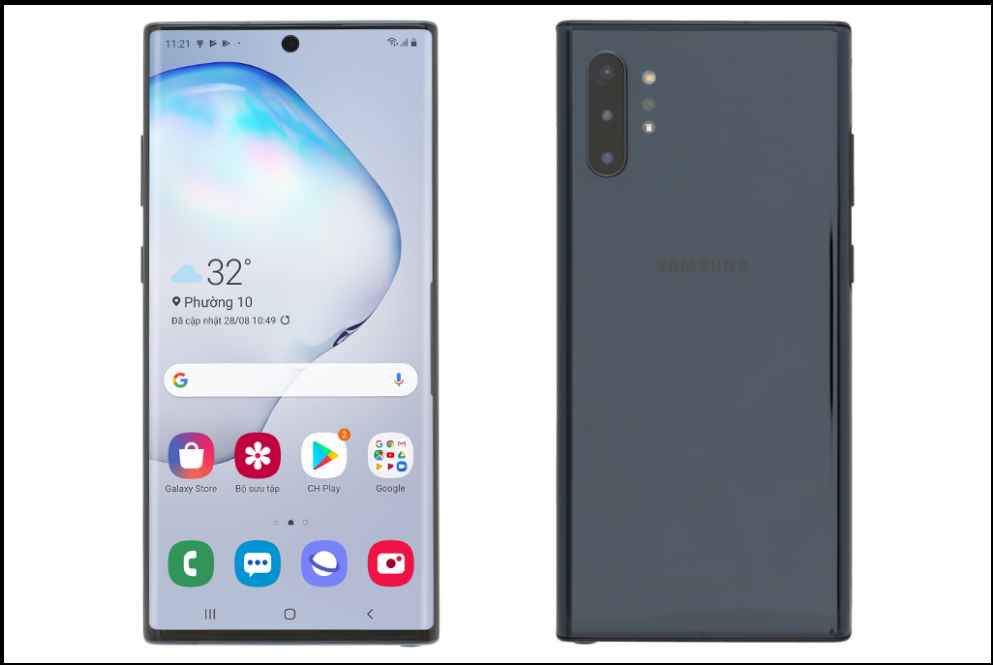 11:21
32°
Phường 10
Đã cập nhật 28/08 10:49
2
Galaxy Store
Bộ sưu tập
CH Play
Google
SAMSUNG